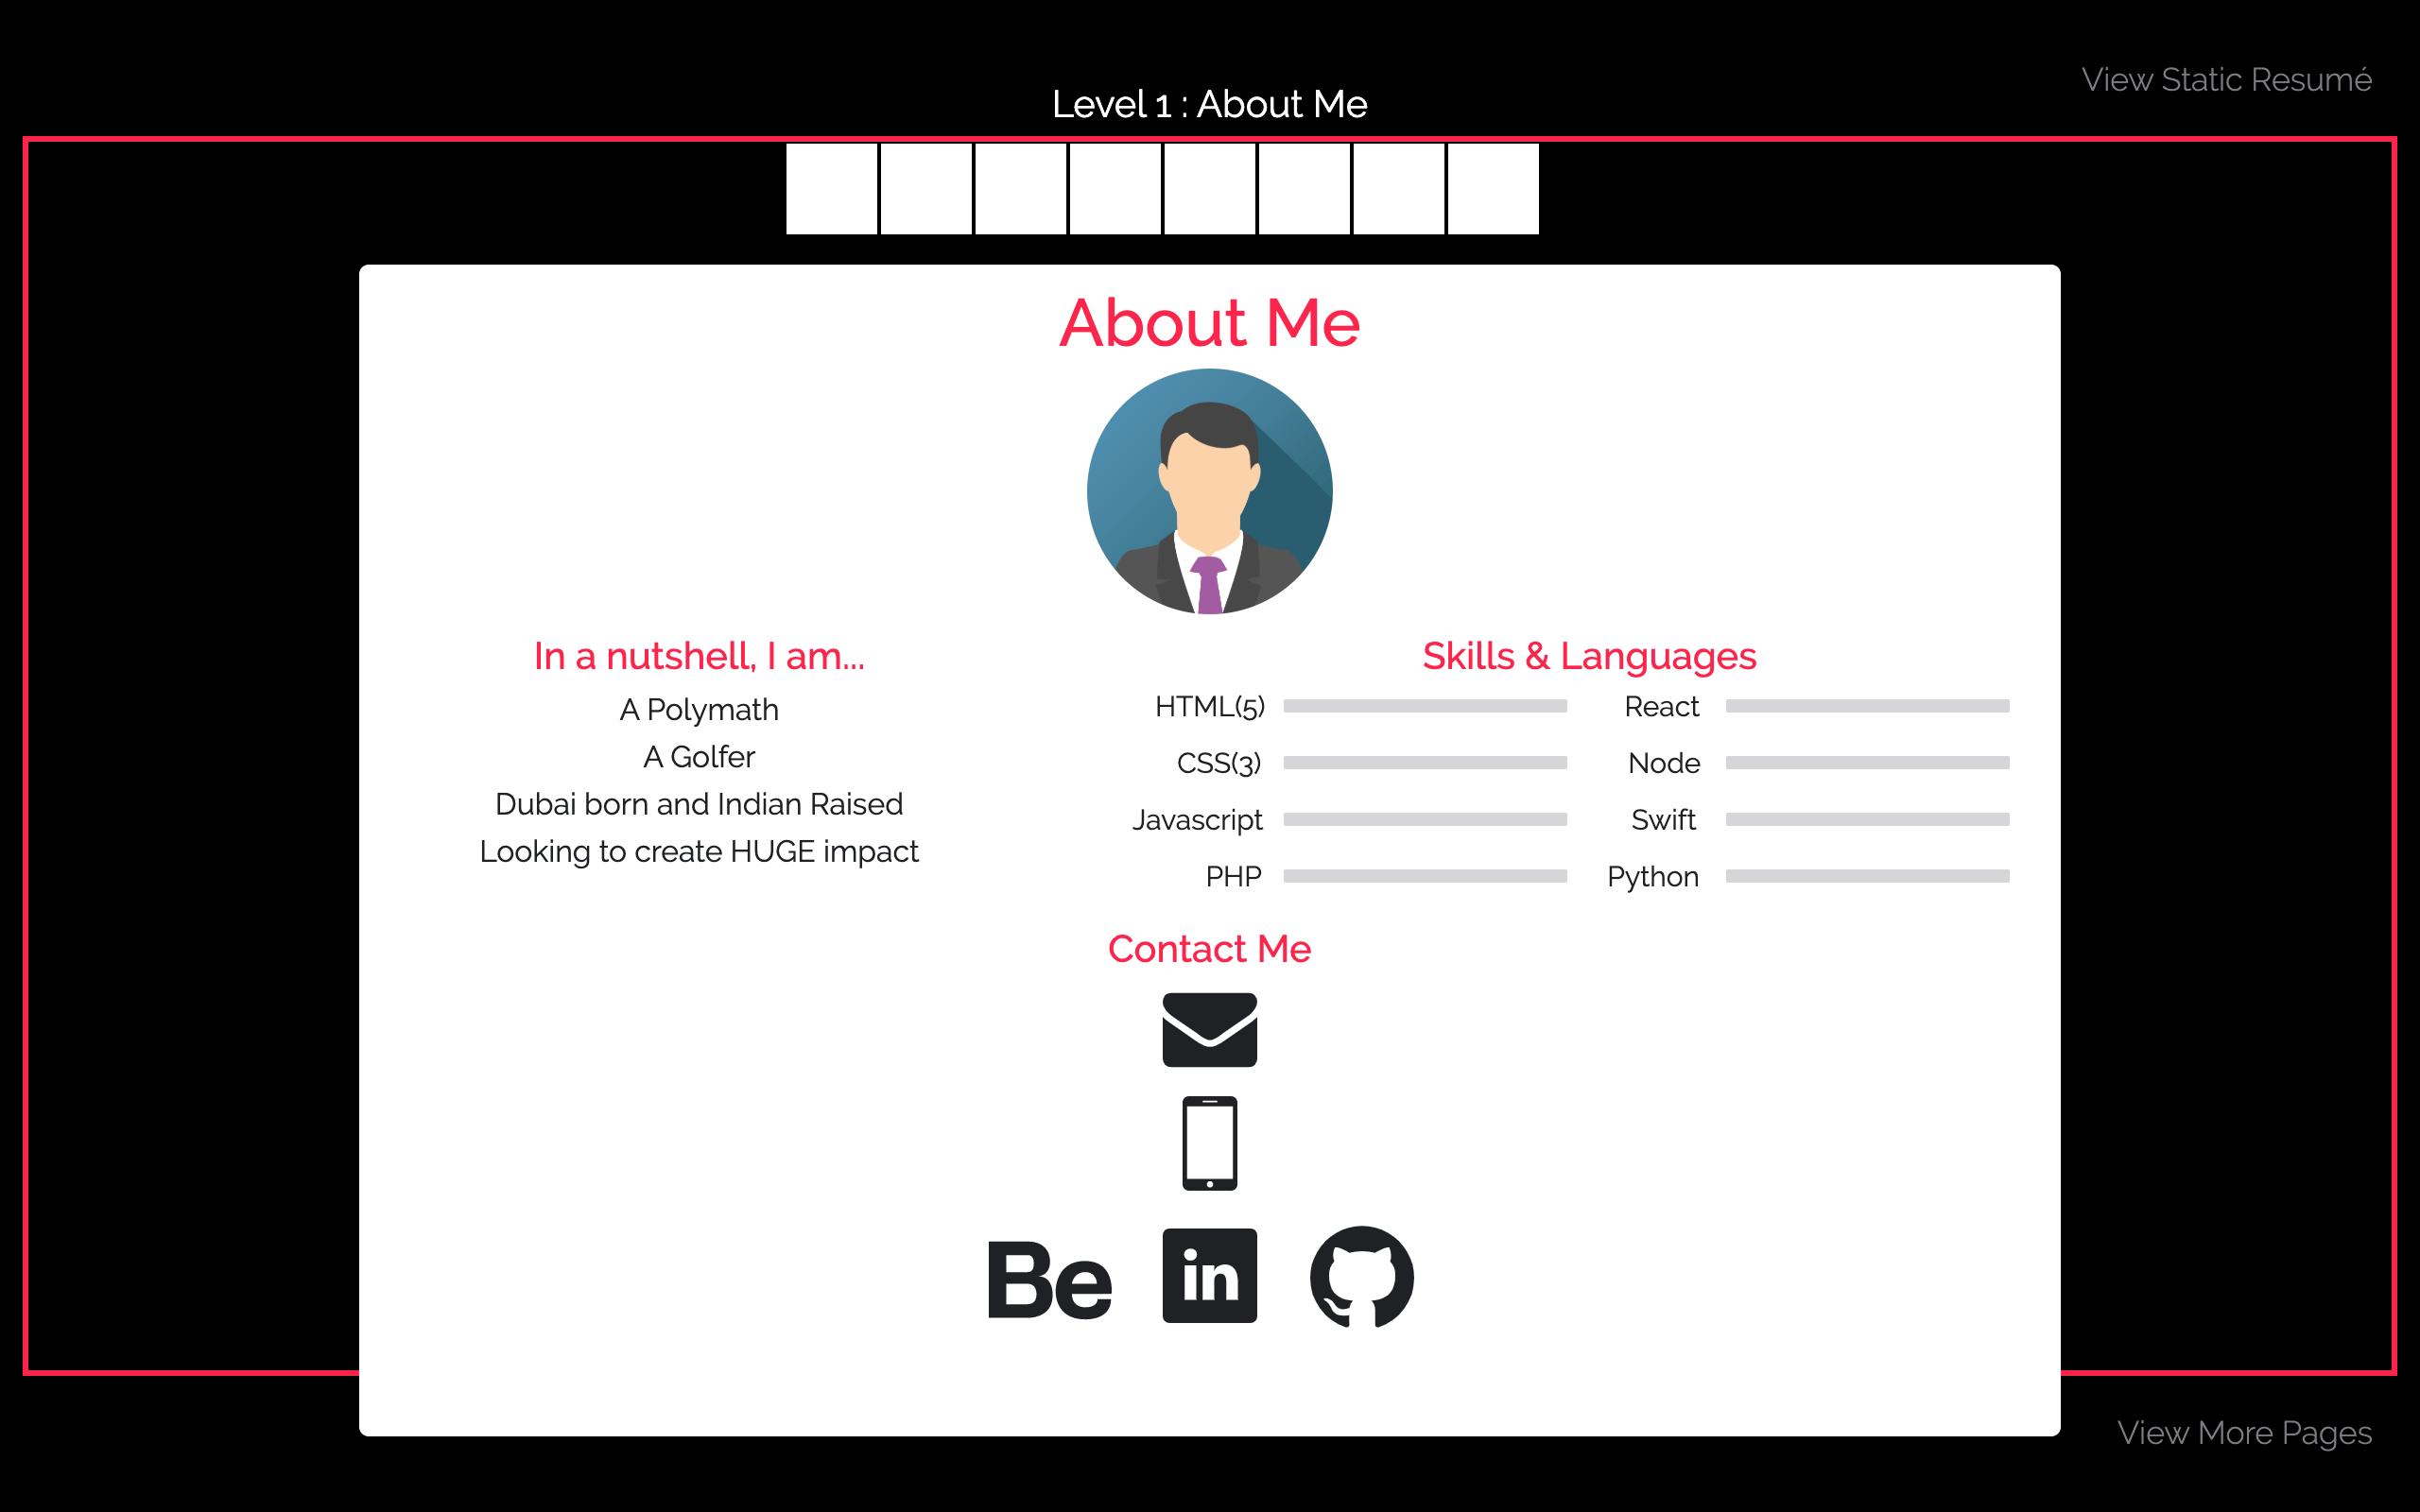 View Static Resumé
Level 1 : About Me
About Me
In a nutshell, I am...
A Polymath
A Golfer
Dubai born and Indian Raised
Looking to create HUGE impact
Skills & Languages
HTML(5)
React
CSS(3)
Node
Javascript
Swift
PHP
Python
Contact Me
Be
in
View More Pages